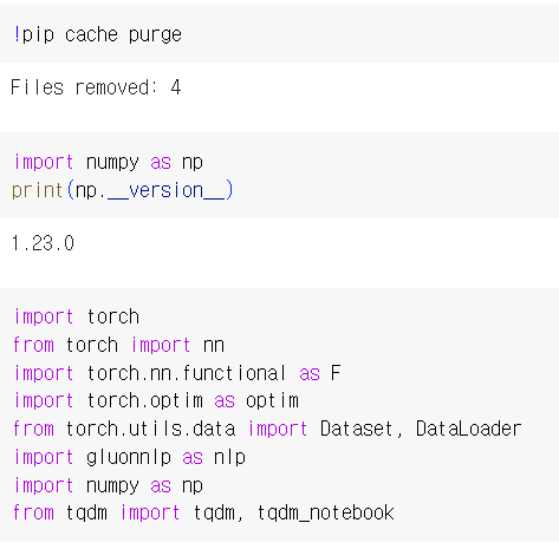 !pip cache purge
Files removed: 4
import numpy as np
print(np.__version__)
1.23.0
import torch
from torch import nn
import torch.nn.functional as F
import torch.optim as optim
from torch.utils.data import Dataset, DataLoader
import gluonnlp as nlp
import numpy as np
from tqdm import tqdm, tqdm_notebook